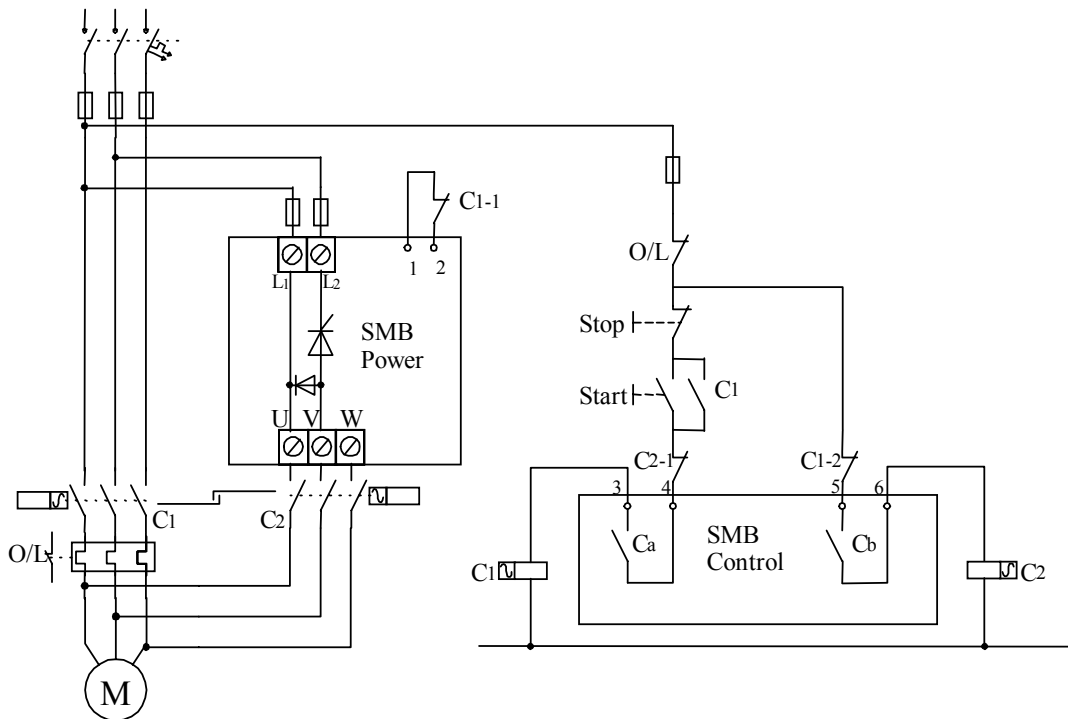 C1-1
1 2
O/L
L1 L2
SMB
Power
Stop
Start
C1
U V W
C2-1
C1-2
3 4 5 6
C1
C2
SMB
Control
Ca
Cb
O/L
C1
C2
M